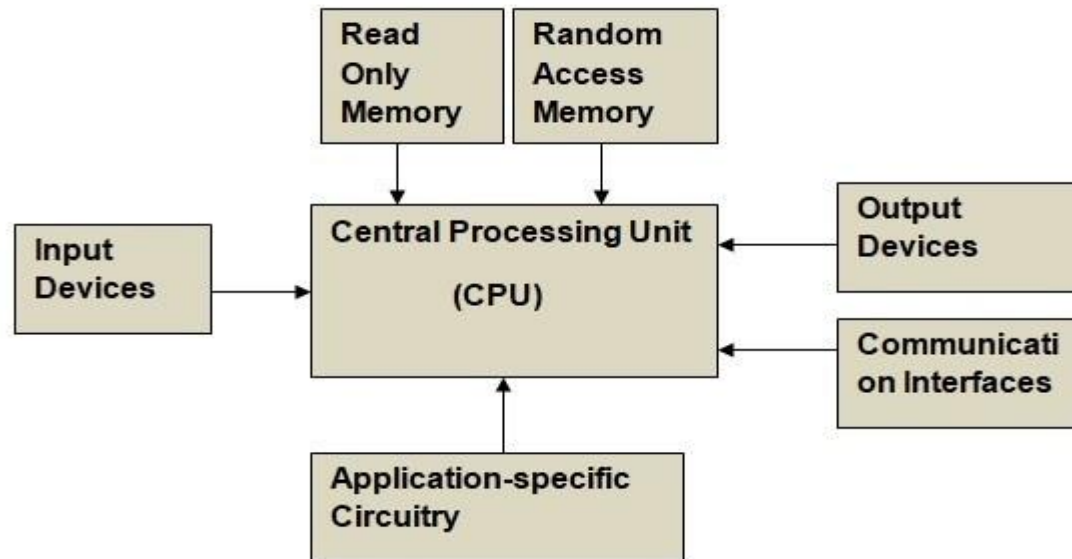 Read
Only
Memory
Random
Access
Memory
Central Processing Unit
(CPU)
Input
Devices
Output
Devices
Communicati
on Interfaces
Application-specific
Circuitry